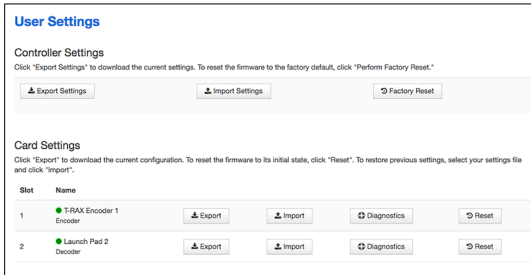 User Settings
Controller Settings
Click "Export Settings" to download the current settings. To reset the firmware to the factory default, click "Perform Factory Reset."
Export Settings Import Settings Factory Reset
Card Settings
Click "Export" to download the current configuration. To reset the firmware to its initial state, click "Reset". To restore previous settings, select your settings file
and click "Import".
Slot Name
1 T-RAX Encoder 1 Export Import Diagnostics Reset
Encoder
2 Launch Pad 2 Export Import Diagnostics Reset
Decoder